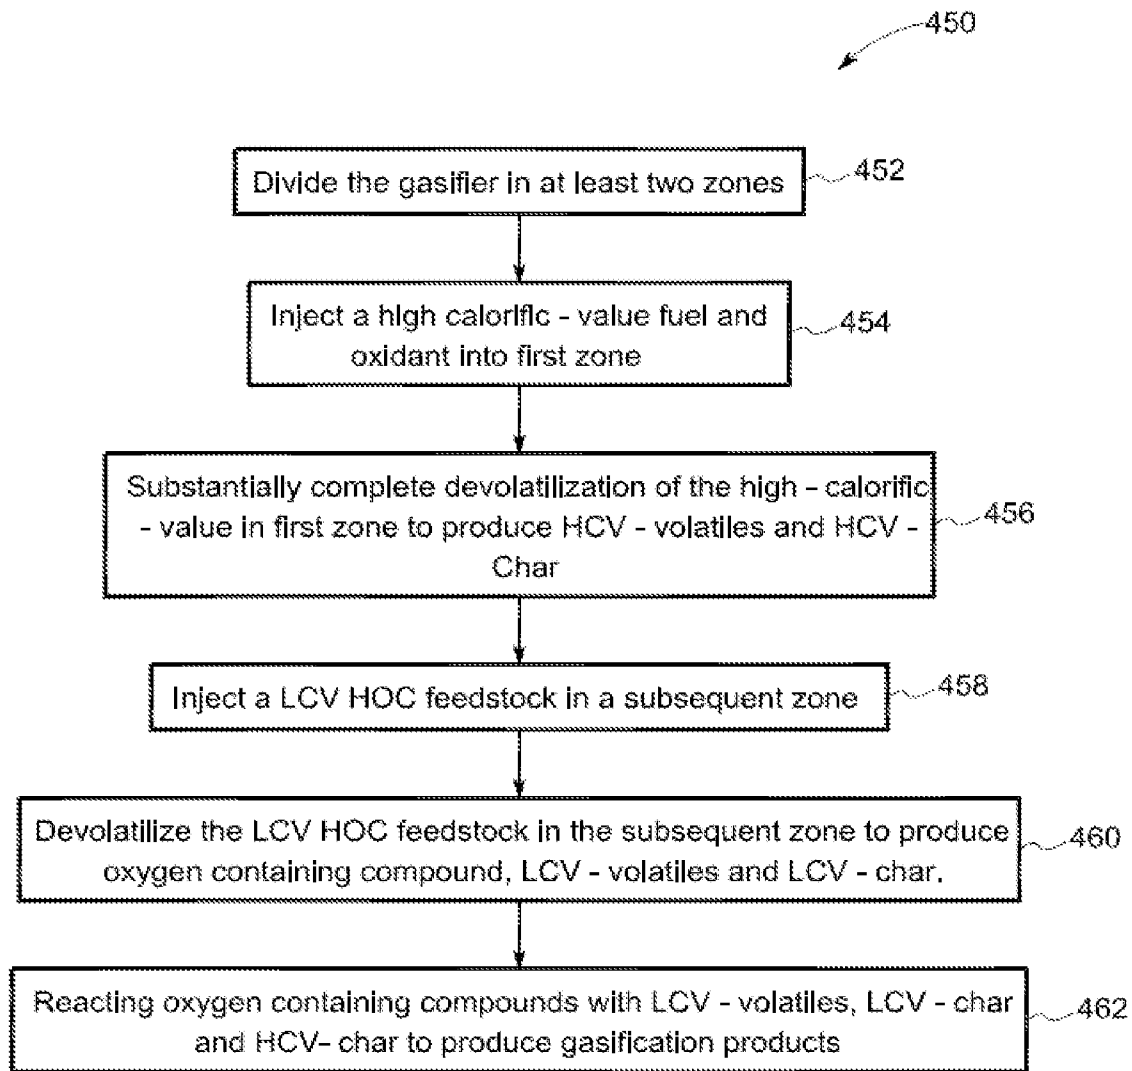 450
Divide the gasifier in at least two zones
452
Inject a high calorific - value fuel and
oxidant into first zone
454
Substantially complete devolatilization of the high - calorific
- value in first zone to produce HCV - volatiles and HCV -
Char
456
Inject a LCV HOC feedstock in a subsequent zone
458
Devolatilize the LCV HOC feedstock in the subsequent zone to produce
oxygen containing compound, LCV - volatiles and LCV - char.
460
Reacting oxygen containing compounds with LCV - volatiles, LCV - char
and HCV- char to produce gasification products
462